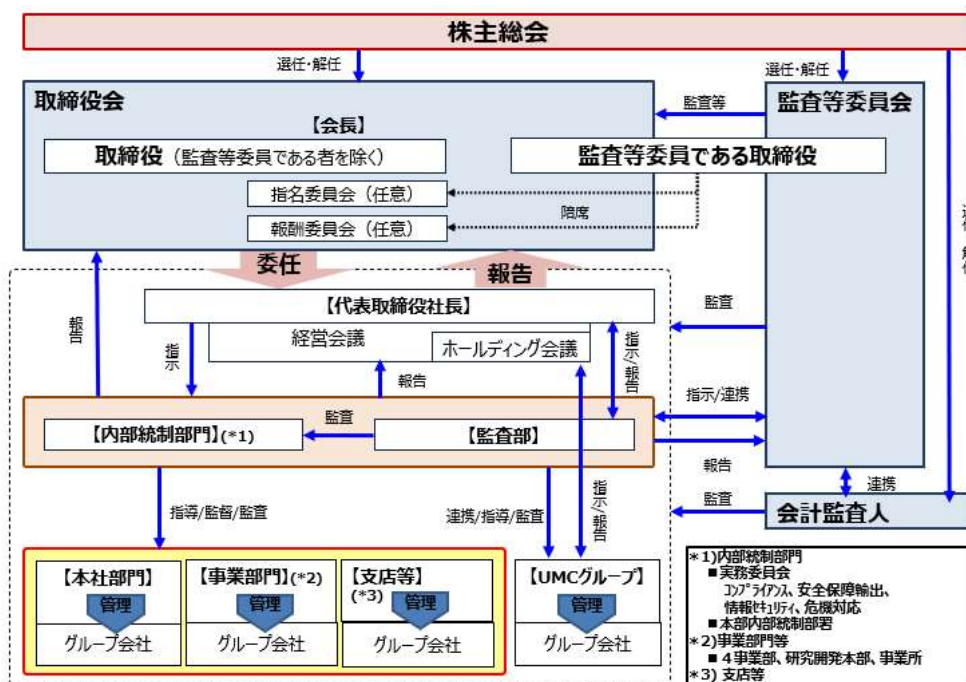 株主総会
選任・解任
選任・解任
取締役会
監査等
監査等委員会
【会長】
取締役（監査等委員である者を除く）
監査等委員である取締役
指名委員会（任意）
陪席
報酬委員会（任意）
選任・解任
委任
報告
【代表取締役社長】
監査
報告
指示
経営会議
ホールディング会議
指示/報告
報告
指示/連携
監査
【内部統制部門】(*1)
【監査部】
報告
連携
指導/監督/監査
連携/指導/監査
指示/報告
監査
会計監査人
【本社部門】
【事業部門】(*2)
【支店等】
(*3)
【UMCグループ】
管理
管理
管理
管理
グループ会社
グループ会社
グループ会社
グループ会社
*1)内部統制部門
■実務委員会
コンプライアンス、安全保障輸出、
情報セキュリティ、危機対応
■本部内部統制部署
*2)事業部門等
■４事業部、研究開発本部、事業所
*3) 支店等